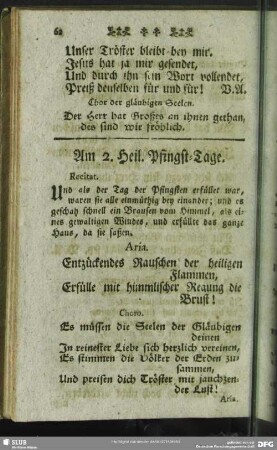 62
Unser Tröster bleibt bey mir.
Jesus hat ja mir gesendet,
Und durch ihn sein Wort vollendet,
Preiß denselben für und für! V.A.
Chor der gläubigen Seelen.
Der Herr hat Grosses an ihnen gethan,
des sind wir fröhlich.
Am 2. Heil. Pfingst-Tage.
Recitat.
Und als der Tag der Pfingsten erfüllet war,
waren sie alle einmüthig bey einander; und es
geschah schnell ein Brausen vom Himmel, als ei-
nes gewaltigen Windes, und erfüllte das ganze
Haus, da sie saßen.
Aria.
Entzückendes Rauschen der heiligen
Flammen,
Erfülle mit himmlischer Regung die
Brust!
Choro.
Es müssen die Seelen der Gläubigen
deinen
In reinester Liebe sich herzlich vereinen,
Es stimmen die Völker der Erden zu-
sammen,
Und preisen dich Tröster mit jauchzen-
der Lust!
Aria.
SLUB
DFG